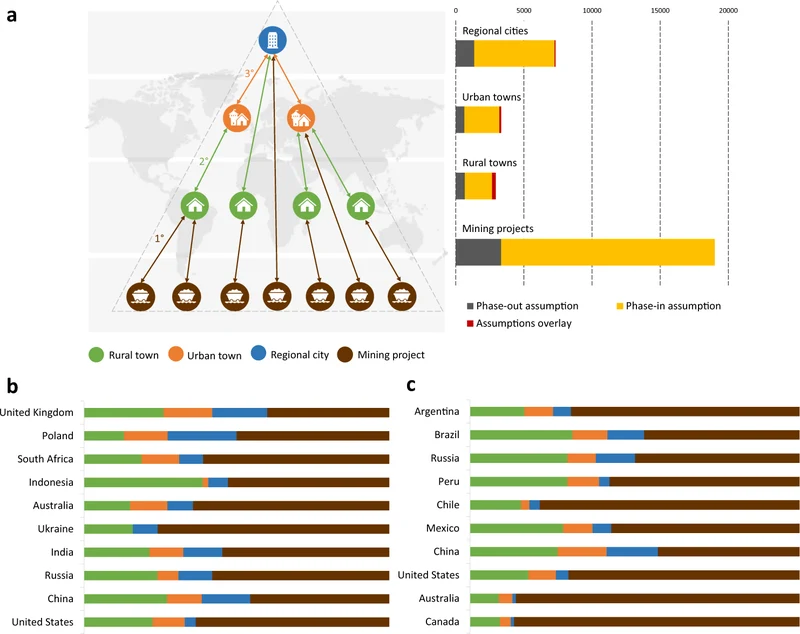 a
0 5000 10000 15000 20000
Regional cities
Urban towns
Rural towns
Mining projects
3°
2°
1°
Phase-out assumption Phase-in assumption
Assumptions overlay
Rural town Urban town Regional city Mining project
b
United Kingdom
Poland
South Africa
Indonesia
Australia
Ukraine
India
Russia
China
United States
c
Argentina
Brazil
Russia
Peru
Chile
Mexico
China
United States
Australia
Canada